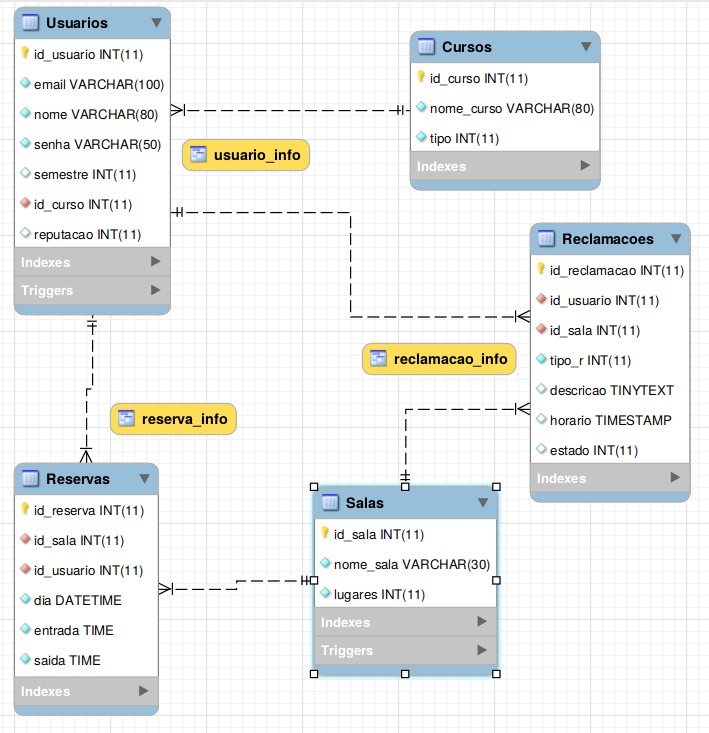 Usuarios
id_usuario INT(11)
email VARCHAR(100)
nome VARCHAR(80)
senha VARCHAR(50)
semestre INT(11)
id_curso INT(11)
reputacao INT(11)
Indexes
Triggers
Cursos
id_curso INT(11)
nome_curso VARCHAR(80)
tipo INT(11)
Indexes
usuario_info
Reclamacoes
id_reclamacao INT(11)
id_usuario INT(11)
id_sala INT(11)
tipo_r INT(11)
descricao TINYTEXT
horario TIMESTAMP
estado INT(11)
Indexes
reclamacao_info
reserva_info
Reservas
id_reserva INT(11)
id_sala INT(11)
id_usuario INT(11)
dia DATETIME
entrada TIME
saida TIME
Indexes
Salas
id_sala INT(11)
nome_sala VARCHAR(30)
lugares INT(11)
Indexes
Triggers